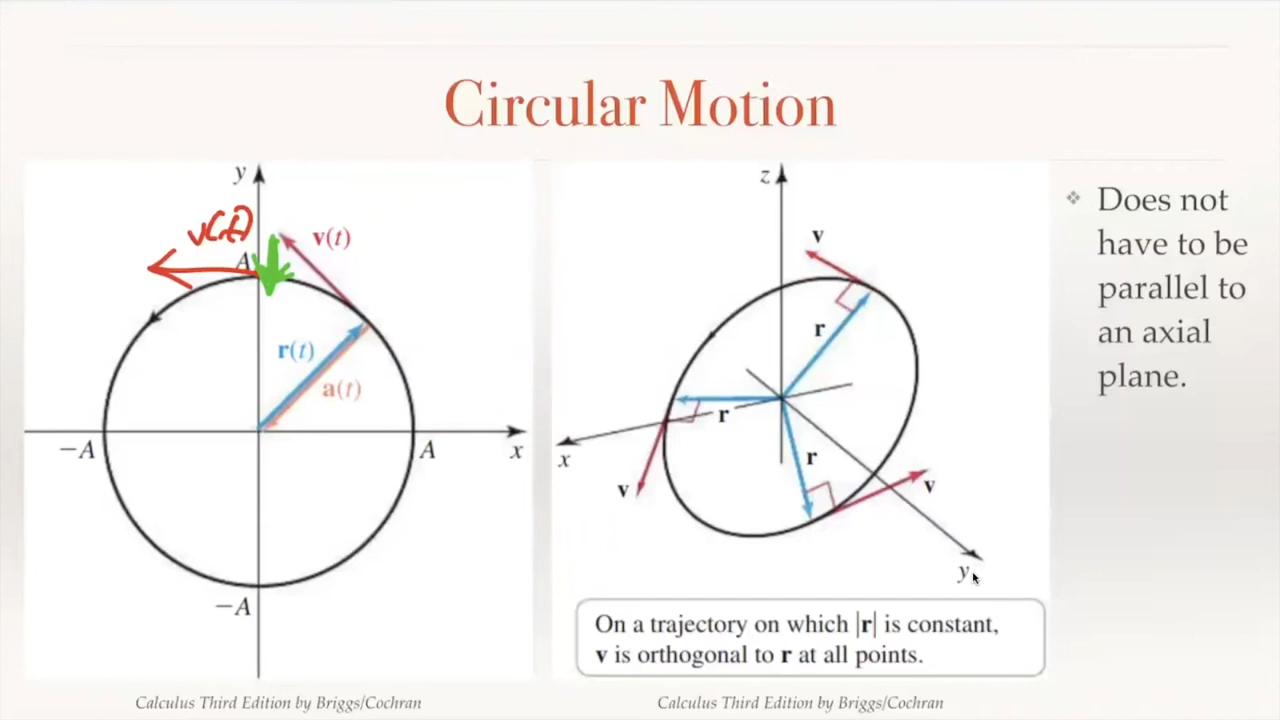 Circular Motion
y
v(t)
A
v(t)
r(t)
a(t)
−A
A
x
−A
z
v
r
r
x
r
v
v
y
On a trajectory on which |r| is constant,
v is orthogonal to r at all points.
Calculus Third Edition by Briggs/Cochran
Calculus Third Edition by Briggs/Cochran
❖ Does not
have to be
parallel to
an axial
plane.